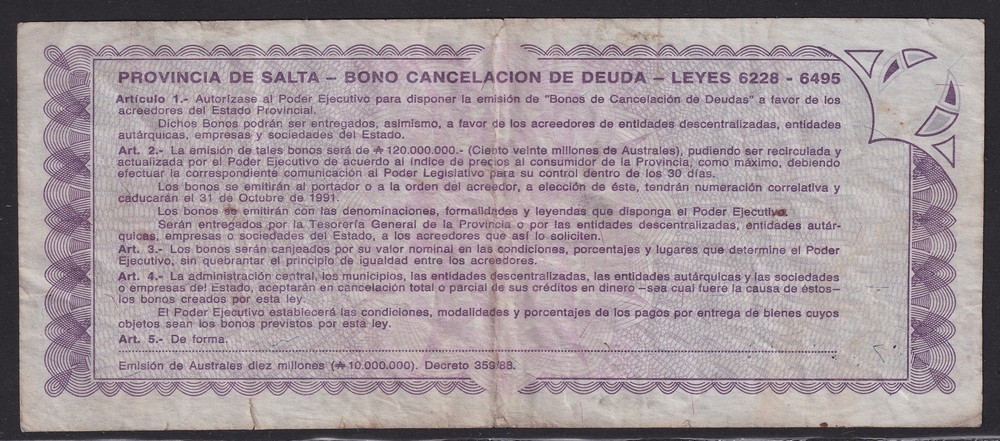 PROVINCIA DE SALTA – BONO CANCELACION DE DEUDA – LEYES 6228 - 6495
Artículo 1.- Autorízase al Poder Ejecutivo para disponer la emisión de "Bonos de Cancelación de Deudas" a favor de los
acreedores del Estado Provincial.
Dichos Bonos podrán ser entregados, asimismo, a favor de los acreedores de entidades descentralizadas, entidades
autárquicas, empresas y sociedades del Estado.
Art. 2.- La emisión de tales bonos será de ₳ 120.000.000.- (Ciento veinte millones de Australes), pudiendo ser recirculada y
actualizada por el Poder Ejecutivo de acuerdo al índice de precios al consumidor de la Provincia, como máximo, debiendo
efectuar la correspondiente comunicación al Poder Legislativo para su control dentro de los 30 días.
Los bonos se emitirán al portador o a la orden del acreedor, a elección de éste, tendrán numeración correlativa y
caducarán el 31 de Octubre de 1991.
Los bonos se emitirán con las denominaciones, formalidades y leyendas que disponga el Poder Ejecutivo.
Serán entregados por la Tesorería General de la Provincia o por las entidades descentralizadas, entidades autár-
quicas, empresas o sociedades del Estado, a los acreedores que así lo soliciten.
Art. 3.- Los bonos serán canjeados por su valor nominal en las condiciones, porcentajes y lugares que determine el Poder
Ejecutivo, sin quebrantar el principio de igualdad entre los acreedores.
Art. 4.- La administración central, los municipios, las entidades descentralizadas, las entidades autárquicas y las sociedades
o empresas del Estado, aceptarán en cancelación total o parcial de sus créditos en dinero –sea cual fuere la causa de éstos–
los bonos creados por esta ley.
El Poder Ejecutivo establecerá las condiciones, modalidades y porcentajes de los pagos por entrega de bienes cuyos
objetos sean los bonos previstos por esta ley.
Art. 5.- De forma.
Emisión de Australes diez millones (₳ 10.000.000). Decreto 359/88.